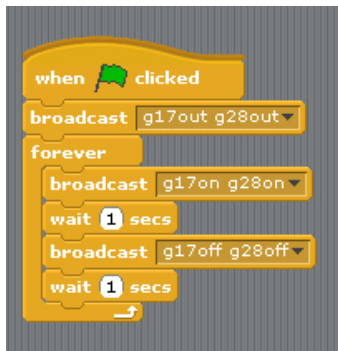 when clicked
broadcast g17out g28out
forever
broadcast g17on g28on
wait 1 secs
broadcast g17off g28off
wait 1 secs